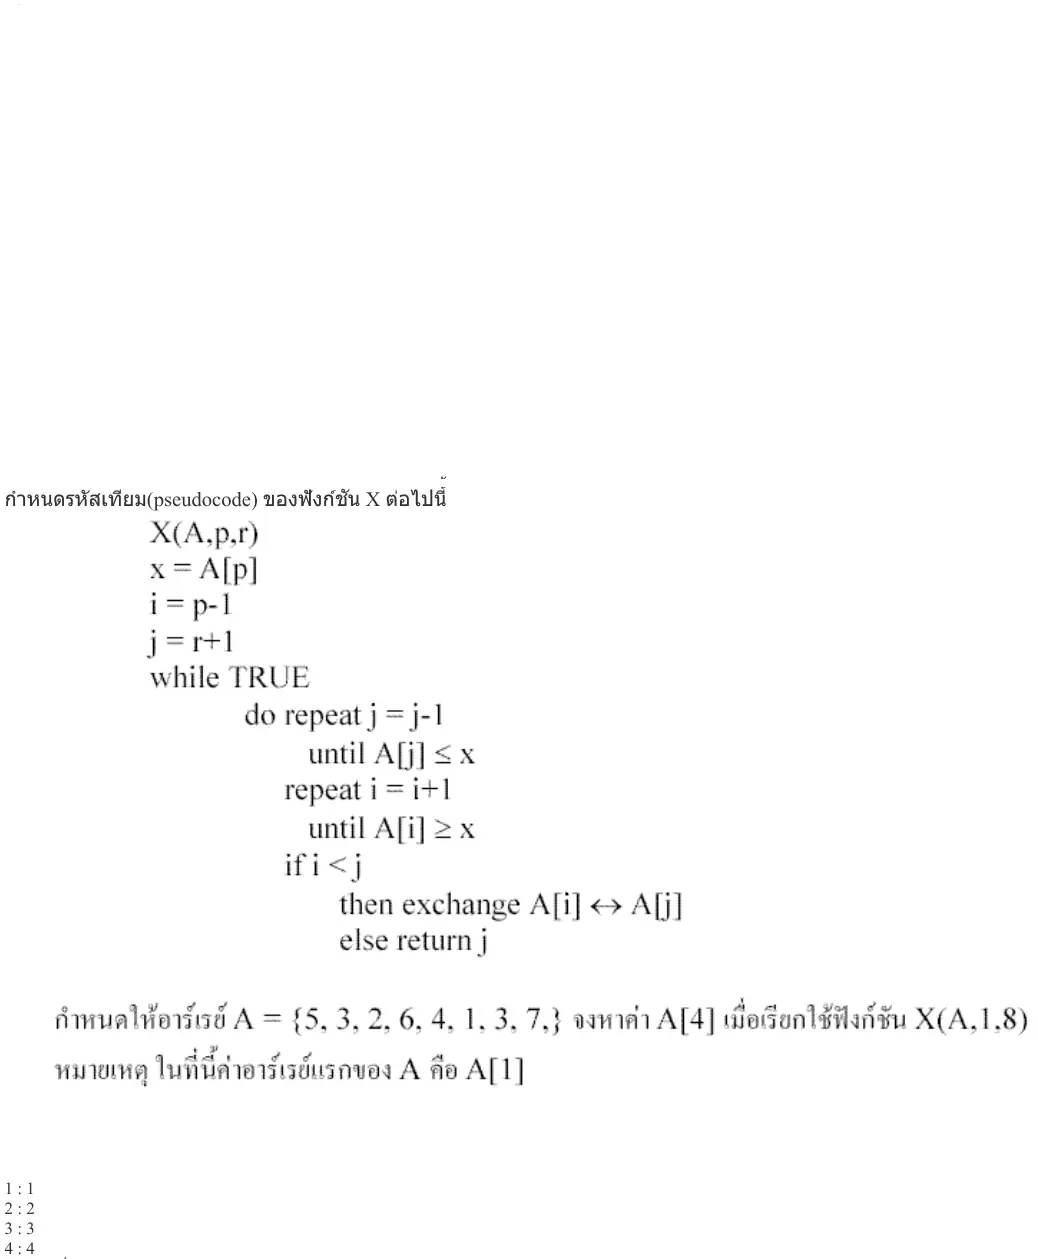 กำหนดรหัสเทียม(pseudocode) ของฟังก์ชัน X ต่อไปนี้
X(A,p,r)
x = A[p]
i = p-1
j = r+1
while TRUE
do repeat j = j-1
until A[j] ≤ x
repeat i = i+1
until A[i] ≥ x
if i < j
then exchange A[i] ↔ A[j]
else return j
กำหนดให้อาร์เรย์ A = {5, 3, 2, 6, 4, 1, 3, 7,} จงหาค่า A[4] เมื่อเรียกใช้ฟังก์ชัน X(A,1,8)
หมายเหตุ ในที่นี้ค่าอาร์เรย์แรกของ A คือ A[1]
1 : 1
2 : 2
3 : 3
4 : 4